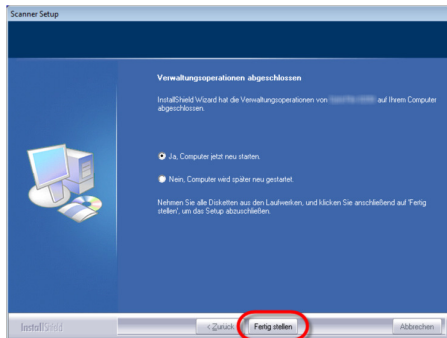 Scanner Setup
Verwaltungsoperationen abgeschlossen
InstallShield Wizard hat die Verwaltungsoperationen von auf Ihrem Computer
abgeschlossen.
Ja, Computer jetzt neu starten.
Nein, Computer wird später neu gestartet.
Nehmen Sie alle Disketten aus den Laufwerken, und klicken Sie anschließend auf 'Fertig
stellen', um das Setup abzuschließen.
InstallShield
< Zurück Fertig stellen Abbrechen